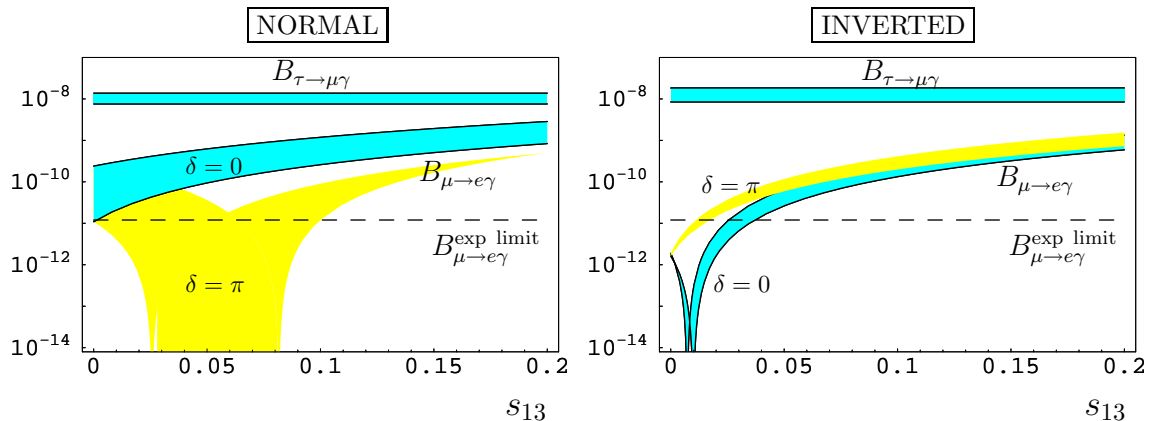 NORMAL
B_{τ→μγ}
10^{-8}
δ = 0
10^{-10}
B_{μ→eγ}
B_{μ→eγ}^{exp limit}
10^{-12}
δ = π
10^{-14}
0 0.05 0.1 0.15 0.2
s_{13}
INVERTED
B_{τ→μγ}
10^{-8}
10^{-10}
δ = π
B_{μ→eγ}
B_{μ→eγ}^{exp limit}
10^{-12}
δ = 0
10^{-14}
0 0.05 0.1 0.15 0.2
s_{13}